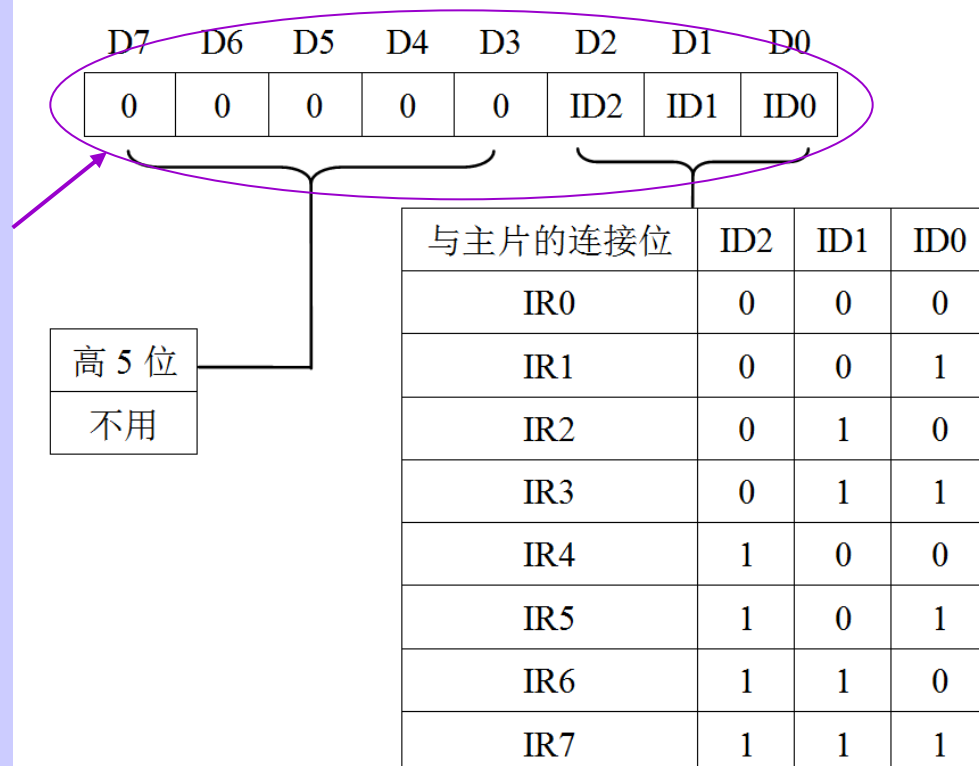 D7 D6 D5 D4 D3 D2 D1 D0
0 0 0 0 0 ID2 ID1 ID0
与主片的连接位 ID2 ID1 ID0
IR0 0 0 0
IR1 0 0 1
IR2 0 1 0
IR3 0 1 1
IR4 1 0 0
IR5 1 0 1
IR6 1 1 0
IR7 1 1 1
高 5 位
不用